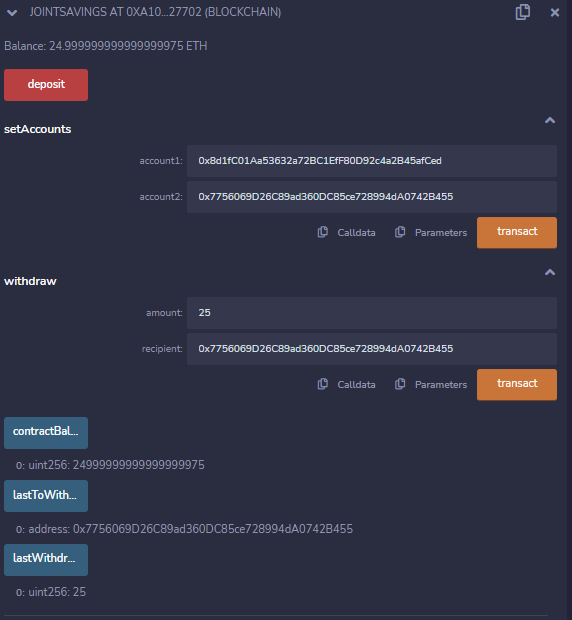 JOINTSAVINGS AT 0XA10...27702 (BLOCKCHAIN)
Balance: 24.999999999999999975 ETH
deposit
setAccounts
account1: 0x8d1fC01Aa53632a72BC1EfF80D92c4a2B45afCed
account2: 0x7756069D26C89ad360DC85ce728994dA0742B455
Calldata Parameters transact
withdraw
amount: 25
recipient: 0x7756069D26C89ad360DC85ce728994dA0742B455
Calldata Parameters transact
contractBal...
0: uint256: 24999999999999999975
lastToWith...
0: address: 0x7756069D26C89ad360DC85ce728994dA0742B455
lastWithdr...
0: uint256: 25